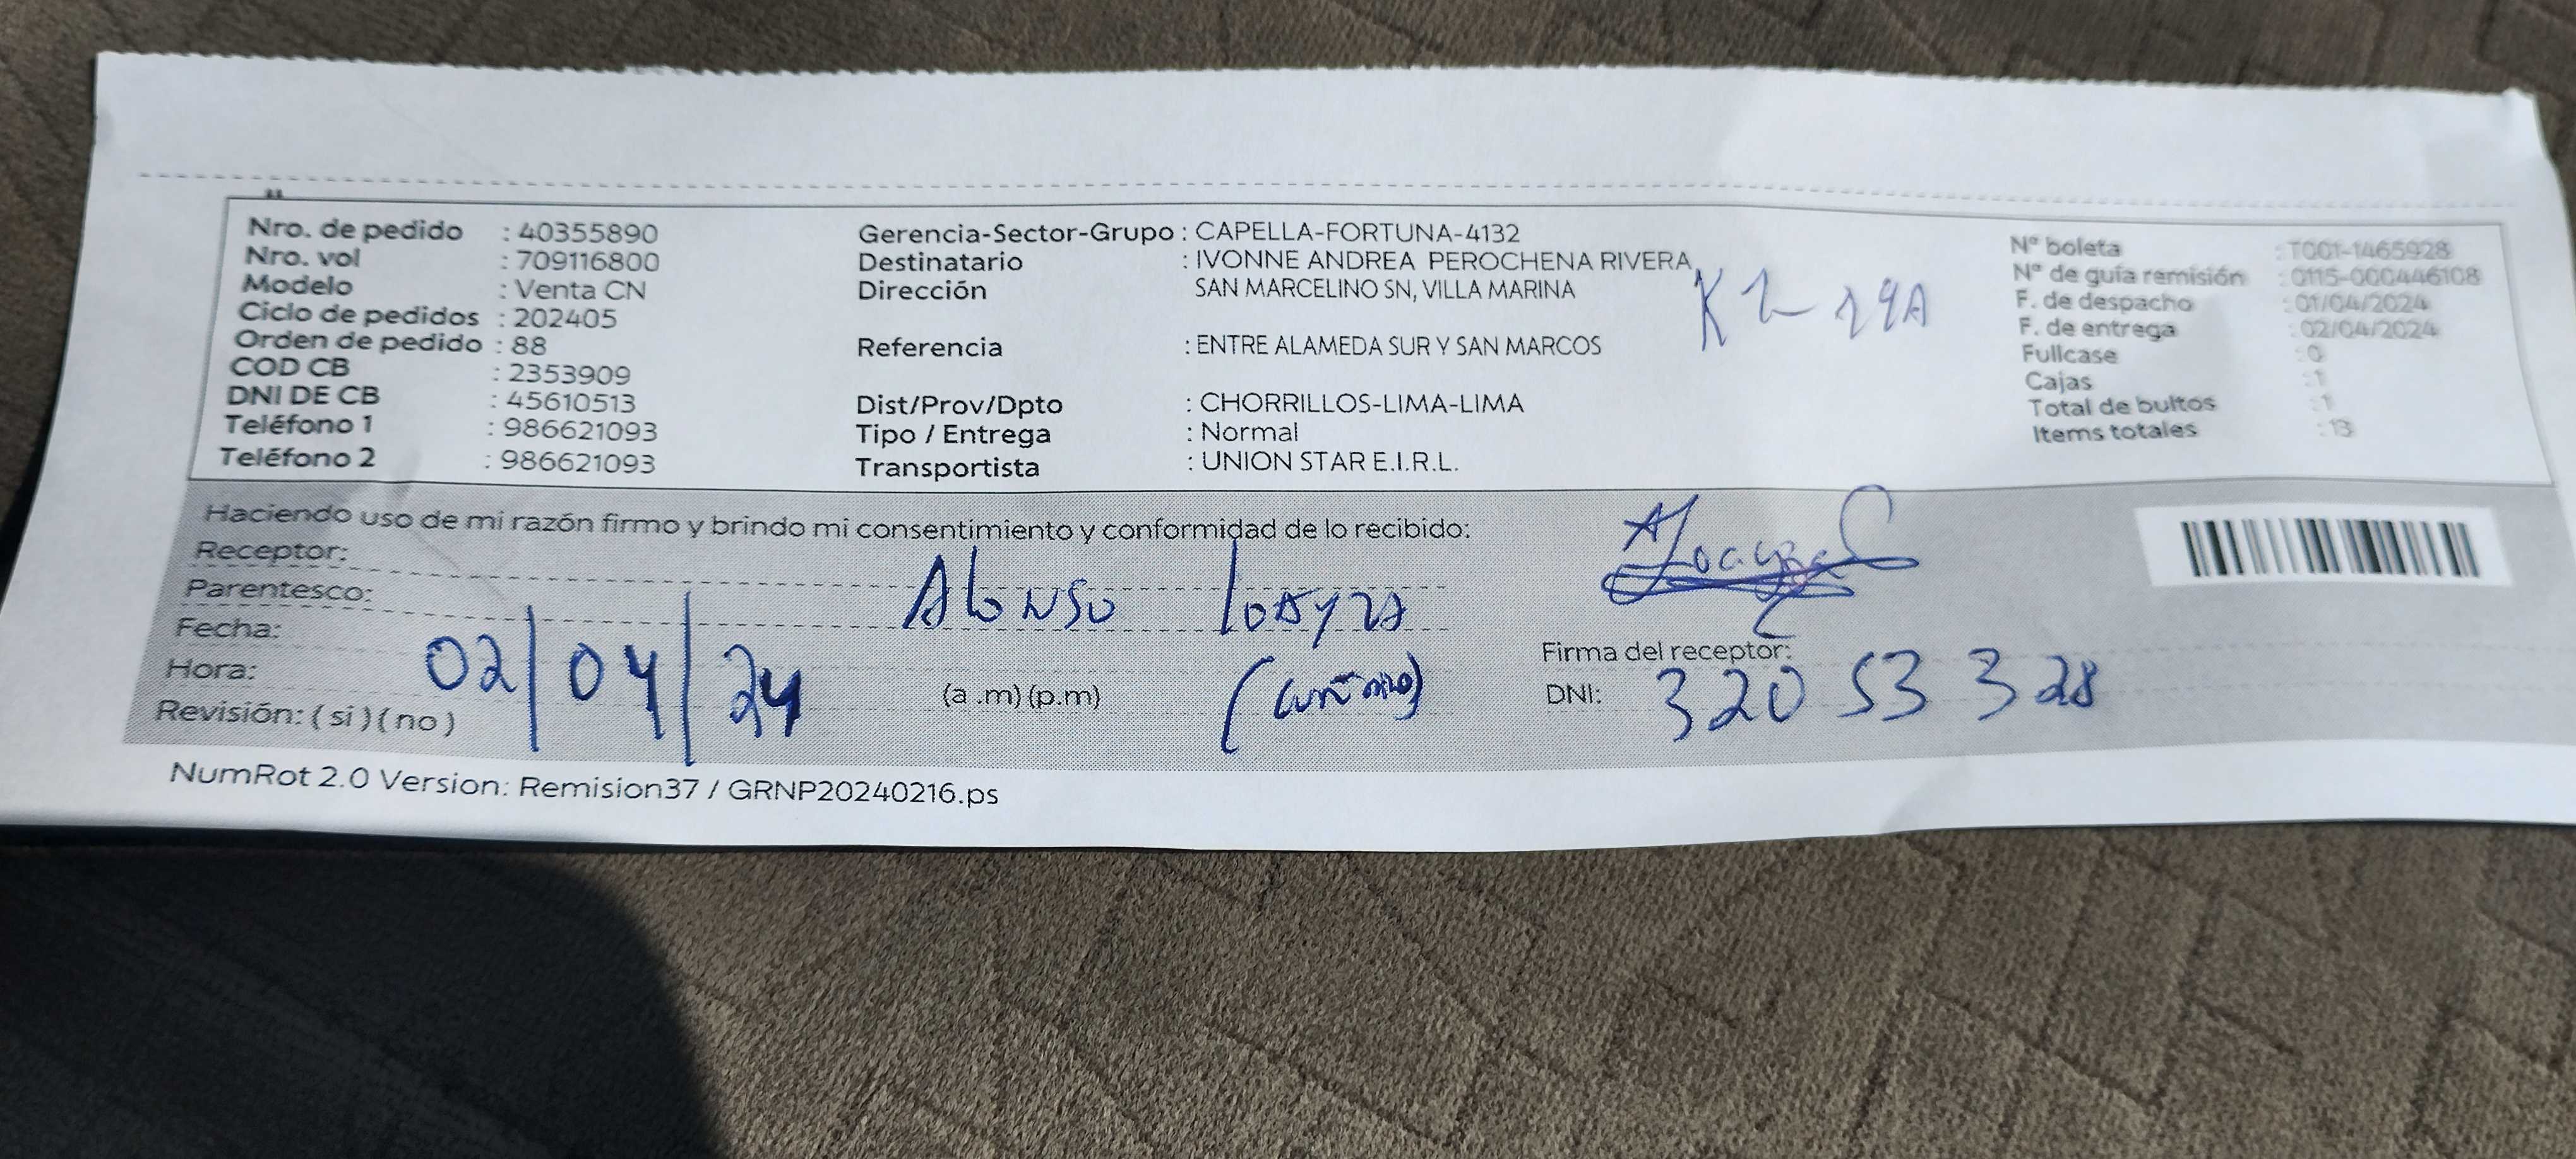 Nro. de pedido : 40355890
Nro. vol : 709116800
Modelo : Venta CN
Ciclo de pedidos : 202405
Orden de pedido : 88
COD CB : 2353909
DNI DE CB : 45610513
Teléfono 1 : 986621093
Teléfono 2 : 986621093
Gerencia-Sector-Grupo : CAPELLA-FORTUNA-4132
Destinatario : IVONNE ANDREA PEROCHENA RIVERA
Dirección SAN MARCELINO SN, VILLA MARINA
Referencia : ENTRE ALAMEDA SUR Y SAN MARCOS
Dist/Prov/Dpto : CHORRILLOS-LIMA-LIMA
Tipo / Entrega : Normal
Transportista : UNION STAR E.I.R.L.
N° boleta : T001-1465928
N° de guía remisión : 0115-000446108
F. de despacho : 01/04/2024
F. de entrega : 02/04/2024
Fullcase : 0
Cajas : 1
Total de bultos : 1
Items totales : 13
Haciendo uso de mi razón firmo y brindo mi consentimiento y conformidad de lo recibido:
Receptor:
Parentesco: Alonso loayza
Fecha: 02/04/24
Hora: (a .m) (p.m)
Revisión: ( si ) ( no )
Firma del receptor:
DNI: 32053328
NumRot 2.0 Version: Remision37 / GRNP20240216.ps